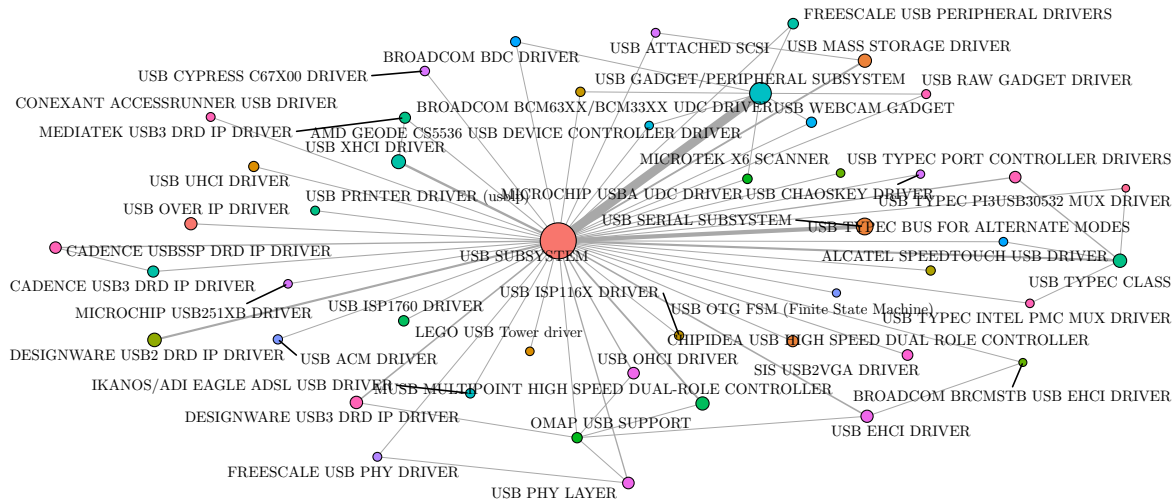 FREESCALE USB PERIPHERAL DRIVERS
USB ATTACHED SCSI
USB MASS STORAGE DRIVER
BROADCOM BDC DRIVER
USB CYPRESS C67X00 DRIVER
USB GADGET/PERIPHERAL SUBSYSTEM
USB RAW GADGET DRIVER
CONEXANT ACCESSRUNNER USB DRIVER
BROADCOM BCM63XX/BCM33XX UDC DRIVER
USB WEBCAM GADGET
MEDIATEK USB3 DRD IP DRIVER
AMD GEODE CS5536 USB DEVICE CONTROLLER DRIVER
USB XHCI DRIVER
MICROTEK X6 SCANNER
USB TYPEC PORT CONTROLLER DRIVERS
USB UHCI DRIVER
USB PRINTER DRIVER (usblp)
MICROCHIP USBA UDC DRIVER
USB CHAOSKEY DRIVER
USB TYPEC PI3USB30532 MUX DRIVER
USB OVER IP DRIVER
USB SERIAL SUBSYSTEM
USB TYPEC BUS FOR ALTERNATE MODES
CADENCE USBSSP DRD IP DRIVER
USB SUBSYSTEM
ALCATEL SPEEDTOUCH USB DRIVER
CADENCE USB3 DRD IP DRIVER
USB TYPEC CLASS
USB ISP116X DRIVER
MICROCHIP USB251XB DRIVER
USB ISP1760 DRIVER
USB OTG FSM (Finite State Machine)
USB TYPEC INTEL PMC MUX DRIVER
LEGO USB Tower driver
CHIPIDEA USB HIGH SPEED DUAL ROLE CONTROLLER
DESIGNWARE USB2 DRD IP DRIVER
USB ACM DRIVER
USB OHCI DRIVER
SIS USB2VGA DRIVER
IKANOS/ADI EAGLE ADSL USB DRIVER
MUSB MULTIPOINT HIGH SPEED DUAL-ROLE CONTROLLER
BROADCOM BRCMSTB USB EHCI DRIVER
DESIGNWARE USB3 DRD IP DRIVER
OMAP USB SUPPORT
USB EHCI DRIVER
FREESCALE USB PHY DRIVER
USB PHY LAYER